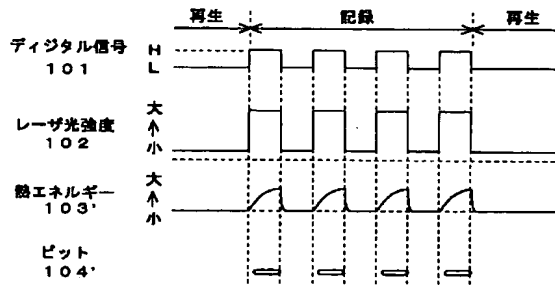 再生 記録 再生
ディジタル信号 H
101 L
レーザ光強度 大
102 ↑
小
熱エネルギー 大
103' ↑
小
ピット
104'